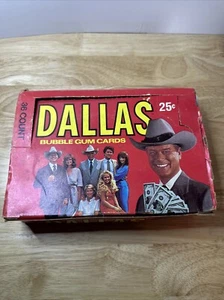 36 COUNT
DALLAS
25¢
BUBBLE GUM CARDS